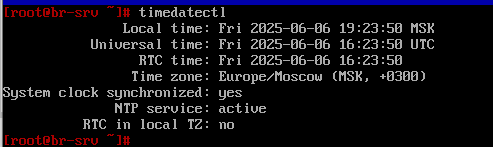 [root@br-srv ~]# timedatectl
Local time: Fri 2025-06-06 19:23:50 MSK
Universal time: Fri 2025-06-06 16:23:50 UTC
RTC time: Fri 2025-06-06 16:23:50
Time zone: Europe/Moscow (MSK, +0300)
System clock synchronized: yes
NTP service: active
RTC in local TZ: no
[root@br-srv ~]#